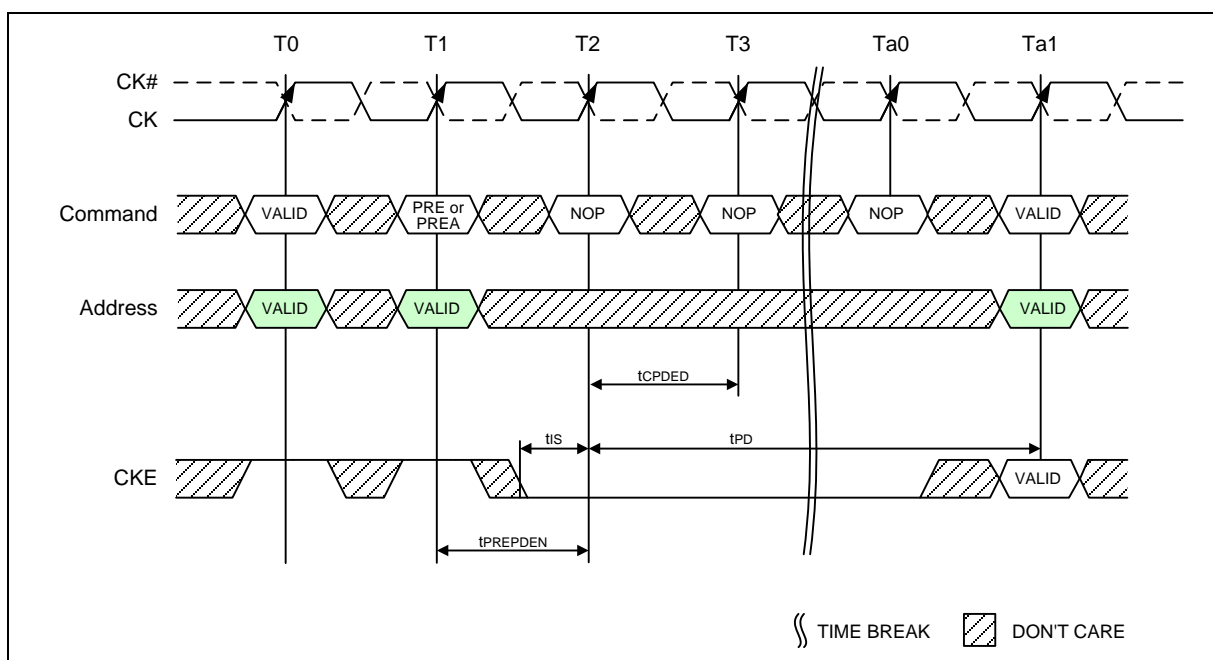 T0 T1 T2 T3 Ta0 Ta1
CK#
CK
Command VALID PRE or PREA NOP NOP NOP VALID
Address VALID VALID VALID
tCPDED
tIS tPD
CKE VALID
tPREPDEN
TIME BREAK DON'T CARE